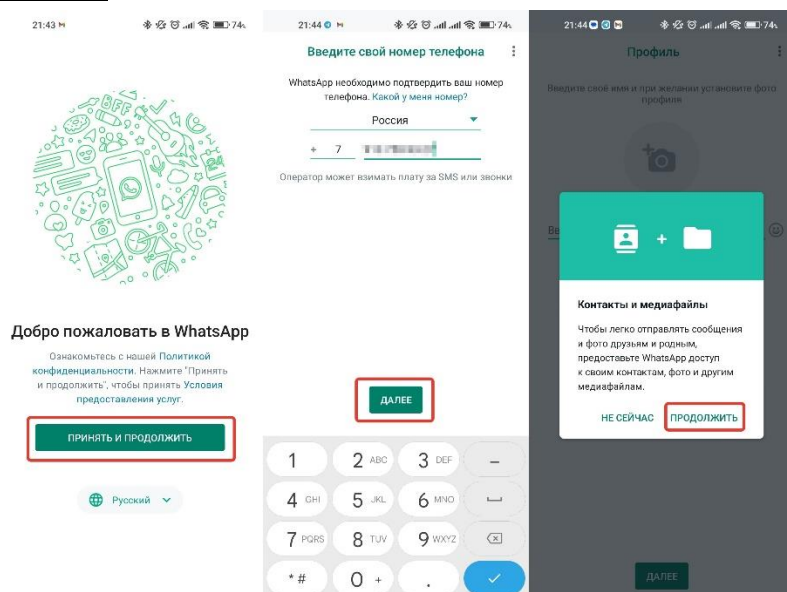 21:43
74
Добро пожаловать в WhatsApp
Ознакомьтесь с нашей Политикой
конфиденциальности. Нажмите "Принять
и продолжить", чтобы принять Условия
предоставления услуг.
ПРИНЯТЬ И ПРОДОЛЖИТЬ
Русский
21:44
74
Введите свой номер телефона
WhatsApp необходимо подтвердить ваш номер
телефона. Какой у меня номер?
Россия
+ 7
Оператор может взимать плату за SMS или звонки
ДАЛЕЕ
1 2 ABC 3 DEF –
4 GHI 5 JKL 6 MNO
7 PQRS 8 TUV 9 WXYZ
* # 0 + .
21:44
74
Профиль
Введите своё имя и при желании установите фото
профиля
Вв
Контакты и медиафайлы
Чтобы легко отправлять сообщения
и фото друзьям и родным,
предоставьте WhatsApp доступ
к своим контактам, фото и другим
медиафайлам.
НЕ СЕЙЧАС ПРОДОЛЖИТЬ
ДАЛЕЕ